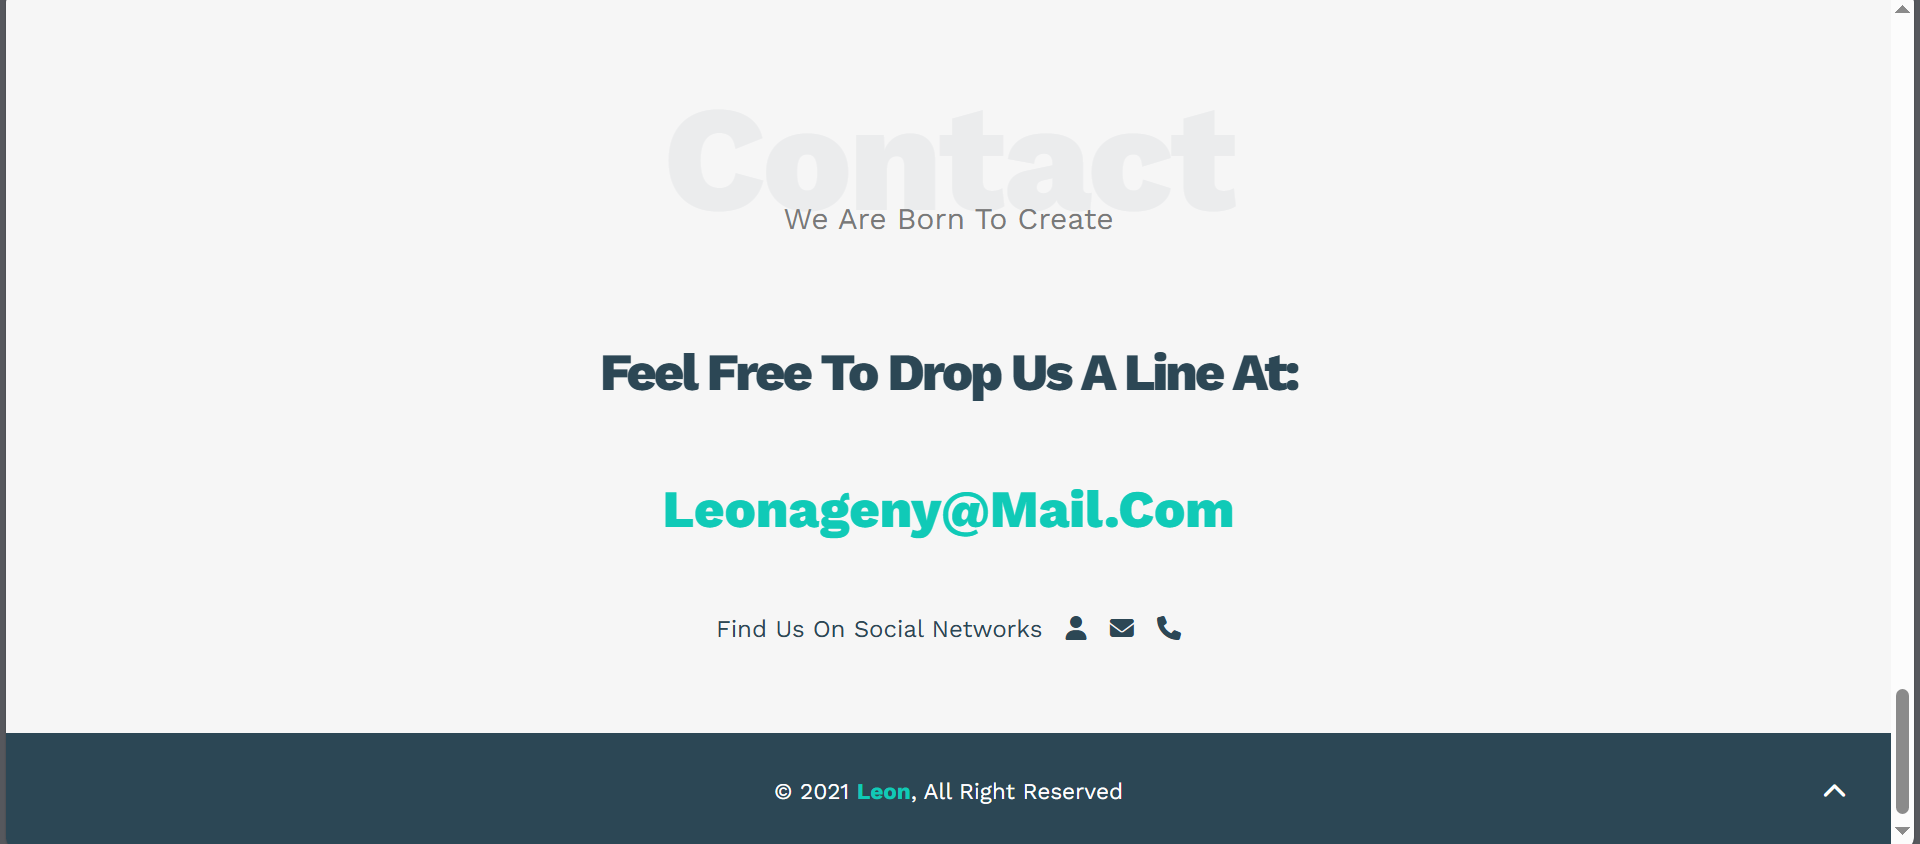 Contact
We Are Born To Create
Feel Free To Drop Us A Line At:
Leonageny@Mail.Com
Find Us On Social Networks
© 2021 Leon, All Right Reserved